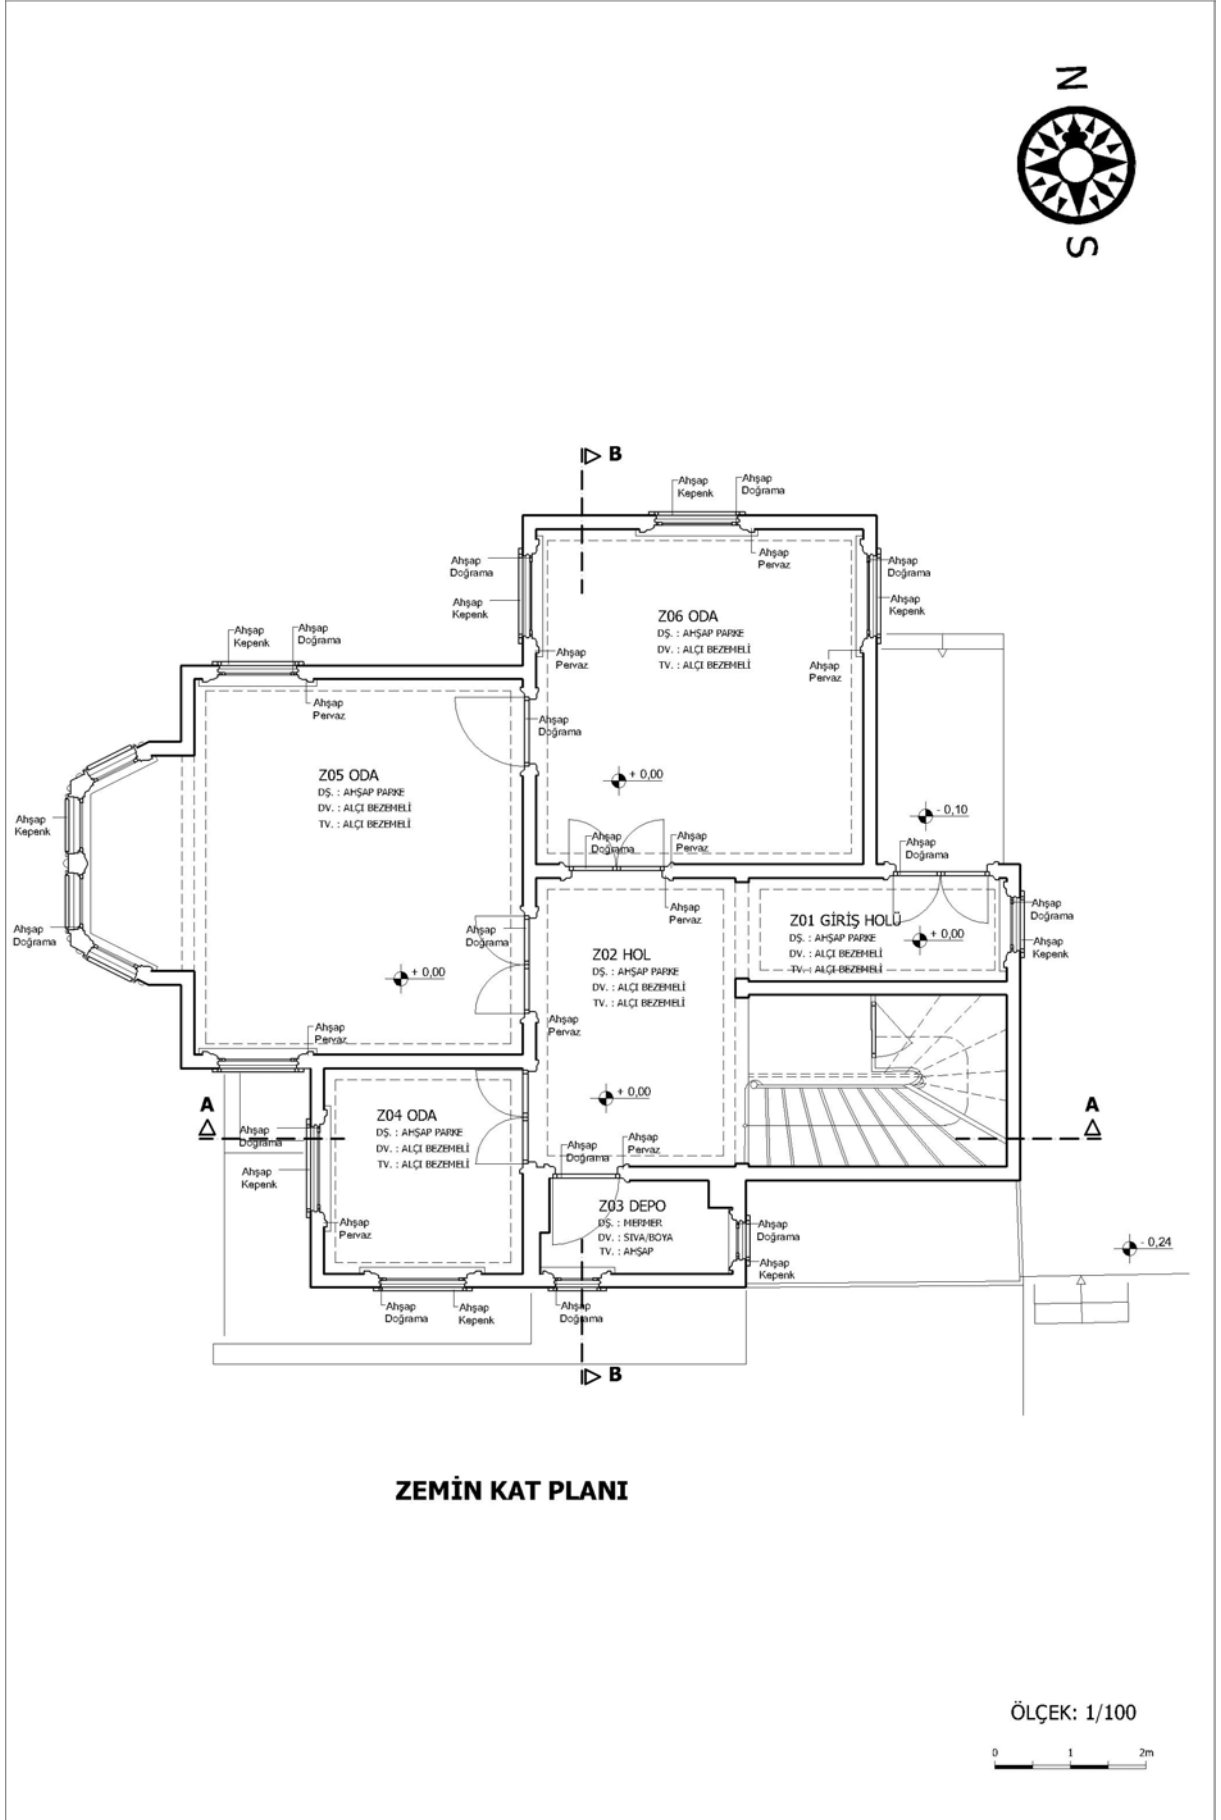 N
S
B
Ahşap
Kepenk
Ahşap
Doğrama
Ahşap
Pervaz
Ahşap
Doğrama
Ahşap
Kepenk
Ahşap
Pervaz
Z06 ODA
DŞ. : AHŞAP PARKE
DV. : ALÇI BEZEMELİ
TV. : ALÇI BEZEMELİ
Ahşap
Doğrama
Ahşap
Kepenk
Ahşap
Pervaz
Ahşap
Kepenk
Ahşap
Doğrama
Ahşap
Pervaz
Ahşap
Doğrama
Z05 ODA
DŞ. : AHŞAP PARKE
DV. : ALÇI BEZEMELİ
TV. : ALÇI BEZEMELİ
+ 0,00
- 0,10
Ahşap
Kepenk
Ahşap
Doğrama
Ahşap
Pervaz
Ahşap
Doğrama
Ahşap
Pervaz
Z01 GİRİŞ HOLÜ
DŞ. : AHŞAP PARKE
DV. : ALÇI BEZEMELİ
TV. : ALÇI BEZEMELİ
+ 0,00
Ahşap
Doğrama
Ahşap
Kepenk
Ahşap
Doğrama
Ahşap
Doğrama
Z02 HOL
DŞ. : AHŞAP PARKE
DV. : ALÇI BEZEMELİ
TV. : ALÇI BEZEMELİ
+ 0,00
Ahşap
Pervaz
Ahşap
Pervaz
+ 0,00
A
A
Z04 ODA
DŞ. : AHŞAP PARKE
DV. : ALÇI BEZEMELİ
TV. : ALÇI BEZEMELİ
Ahşap
Doğrama
Ahşap
Kepenk
Ahşap
Pervaz
Ahşap
Doğrama
Ahşap
Pervaz
Z03 DEPO
DŞ. : MERMER
DV. : SIVA/BOYA
TV. : AHŞAP
Ahşap
Doğrama
Ahşap
Kepenk
- 0,24
Ahşap
Doğrama
Ahşap
Kepenk
Ahşap
Doğrama
B
ZEMİN KAT PLANI
ÖLÇEK: 1/100
0 1 2m